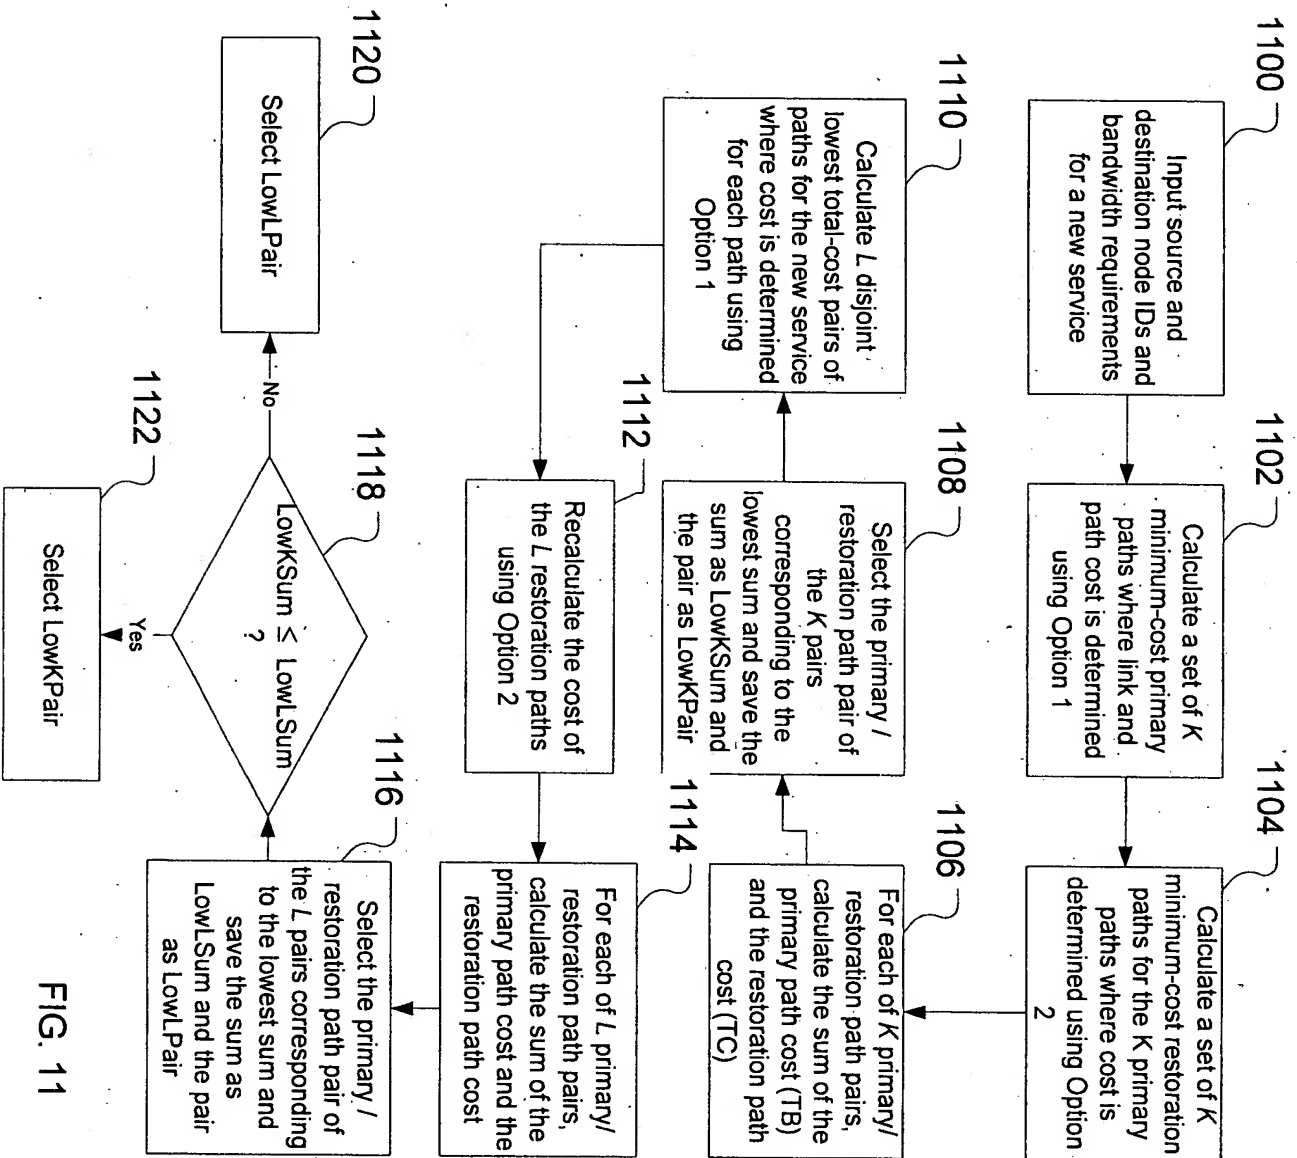 1100
Input source and
destination node IDs and
bandwidth requirements
for a new service
1102
Calculate a set of K
minimum-cost primary
paths where link and
path cost is determined
using Option 1
1104
Calculate a set of K
minimum-cost restoration
paths for the K primary
paths where cost is
determined using Option
2
1106
For each of K primary/
restoration path pairs,
calculate the sum of the
primary path cost (TB)
and the restoration path
cost (TC)
1108
Select the primary /
restoration path pair of
the K pairs
corresponding to the
lowest sum and save the
sum as LowKSum and
the pair as LowKPair
1110
Calculate L disjoint
lowest total-cost pairs of
paths for the new service
where cost is determined
for each path using
Option 1
1112
Recalculate the cost of
the L restoration paths
using Option 2
1114
For each of L primary/
restoration path pairs,
calculate the sum of the
primary path cost and the
restoration path cost
1116
Select the primary /
restoration path pair of
the L pairs corresponding
to the lowest sum and
save the sum as
LowLSum and the pair
as LowLPair
1118
LowKSum ≤ LowLSum
?
No
Yes
1120
Select LowLPair
1122
Select LowKPair
FIG. 11